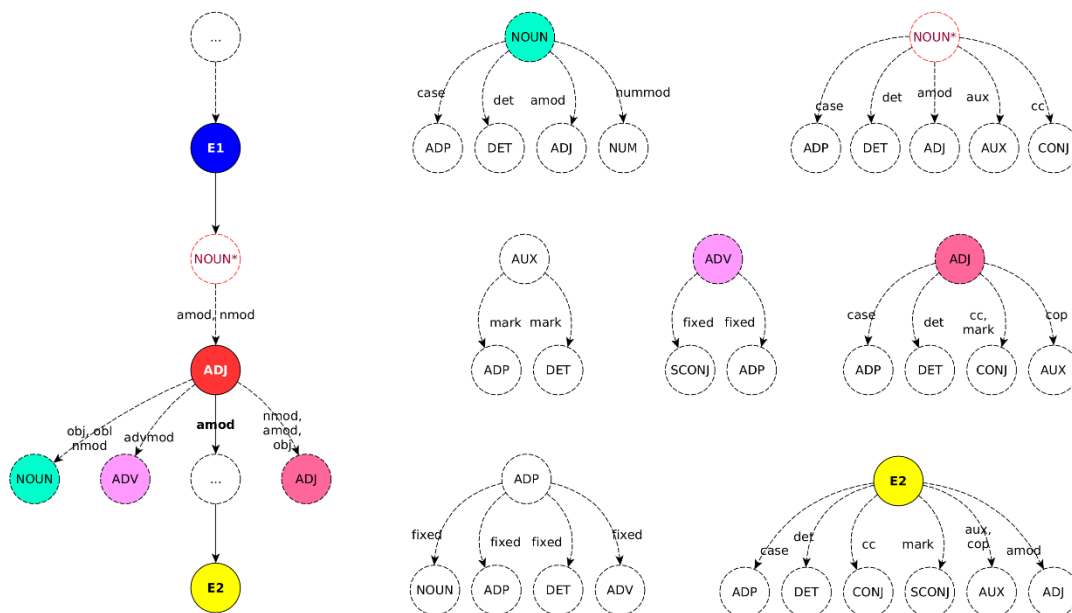 ...
E1
NOUN*
amod, nmod
ADJ
obj, obl
nmod
advmod
amod
nmod,
amod,
obj
NOUN
ADV
...
ADJ
E2
NOUN
case
det
amod
nummod
ADP
DET
ADJ
NUM
NOUN*
case
det
amod
aux
cc
ADP
DET
ADJ
AUX
CONJ
AUX
mark
mark
ADP
DET
ADV
fixed
fixed
SCONJ
ADP
ADJ
case
det
cc,
mark
cop
ADP
DET
CONJ
AUX
ADP
fixed
fixed
fixed
fixed
NOUN
ADP
DET
ADV
E2
case
det
cc
mark
aux,
cop
amod
ADP
DET
CONJ
SCONJ
AUX
ADJ